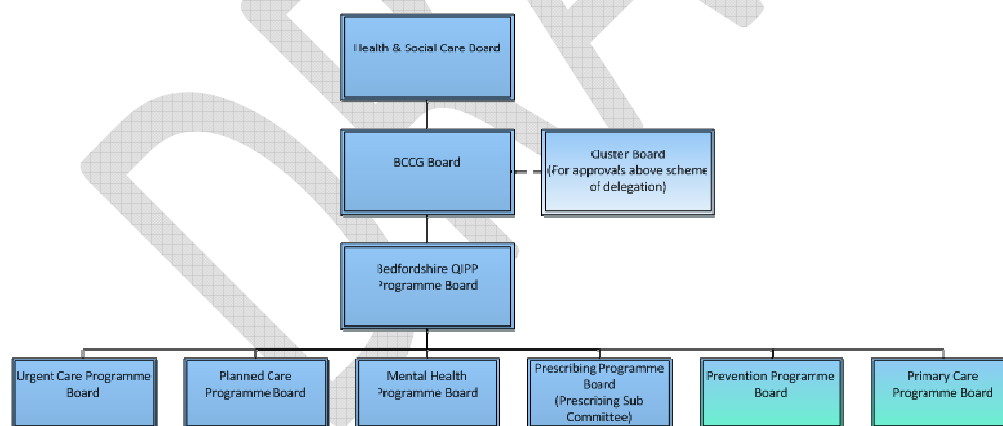 Health & Social Care Board
BCCG Board
Cluster Board
(For approvals above scheme
of delegation)
Bedfordshire QIPP
Programme Board
Urgent Care Programme
Board
Planned Care
Programme Board
Mental Health
Programme Board
Prescribing Programme
Board
(Prescribing Sub
Committee)
Prevention Programme
Board
Primary Care
Programme Board